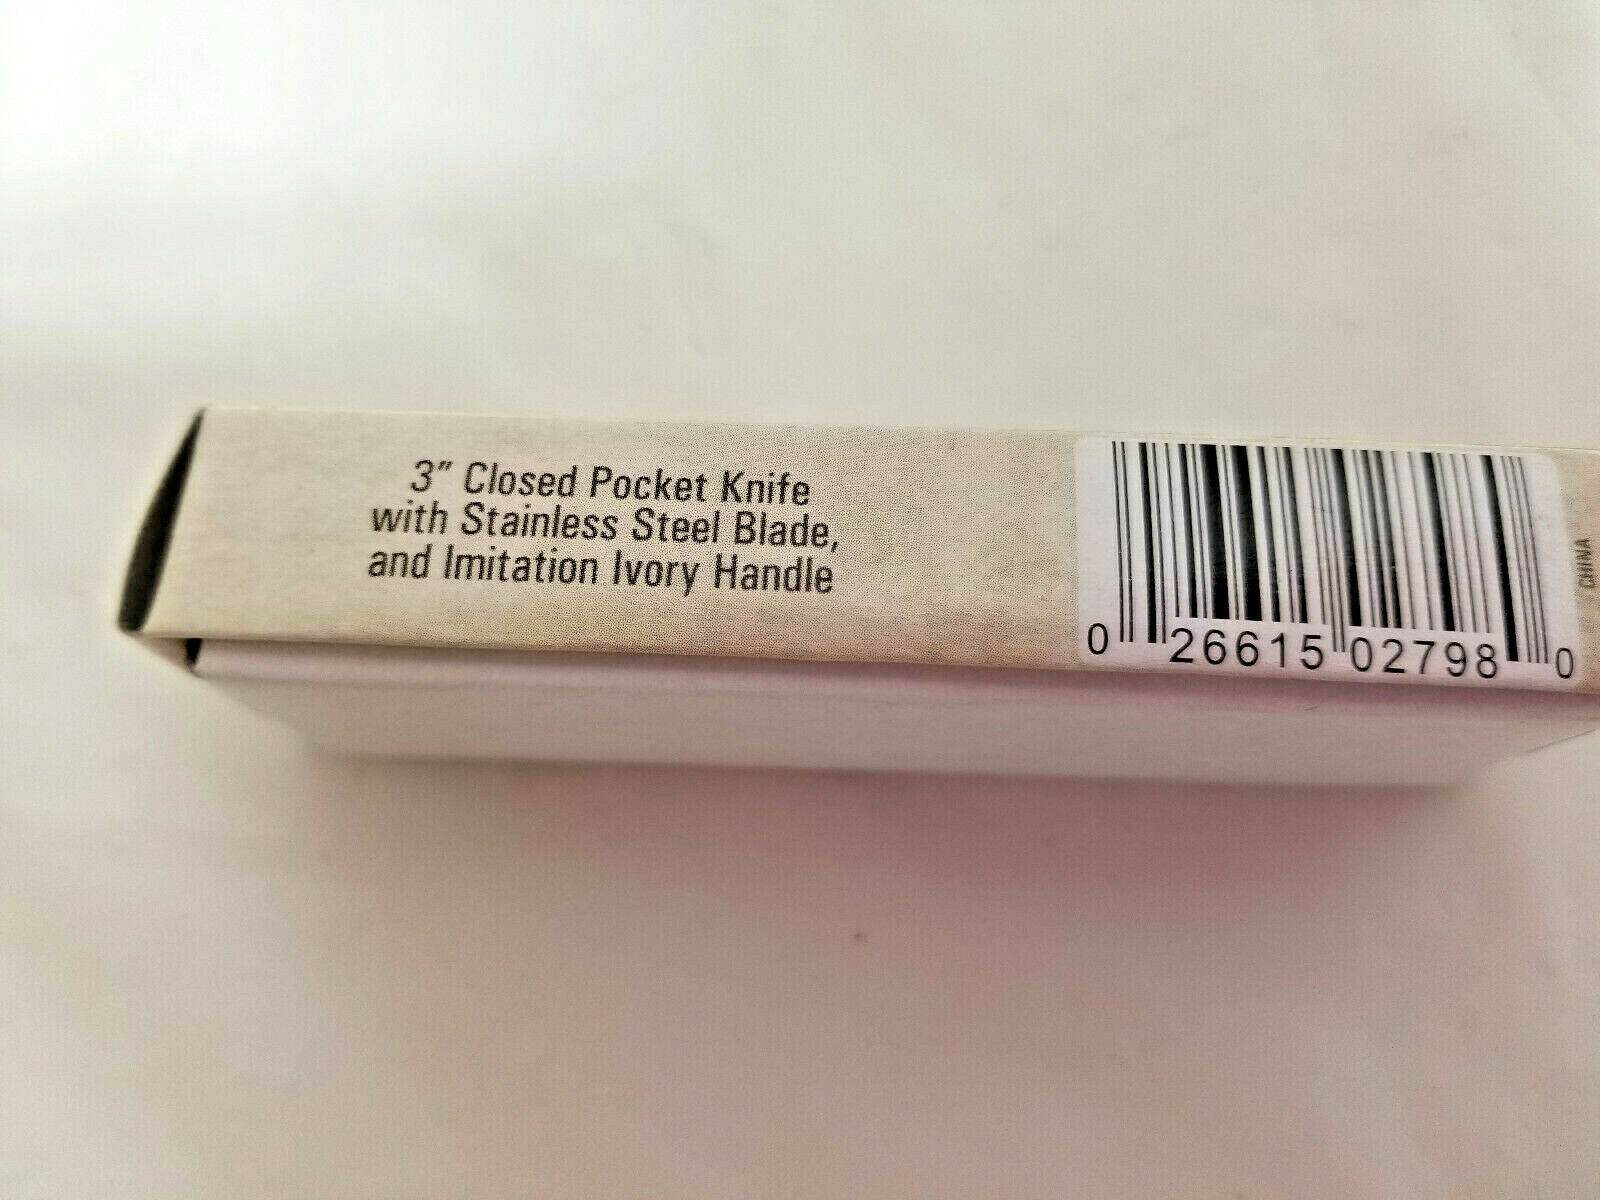 3" Closed Pocket Knife
with Stainless Steel Blade,
and Imitation Ivory Handle
0 26615 02798 0
CHINA